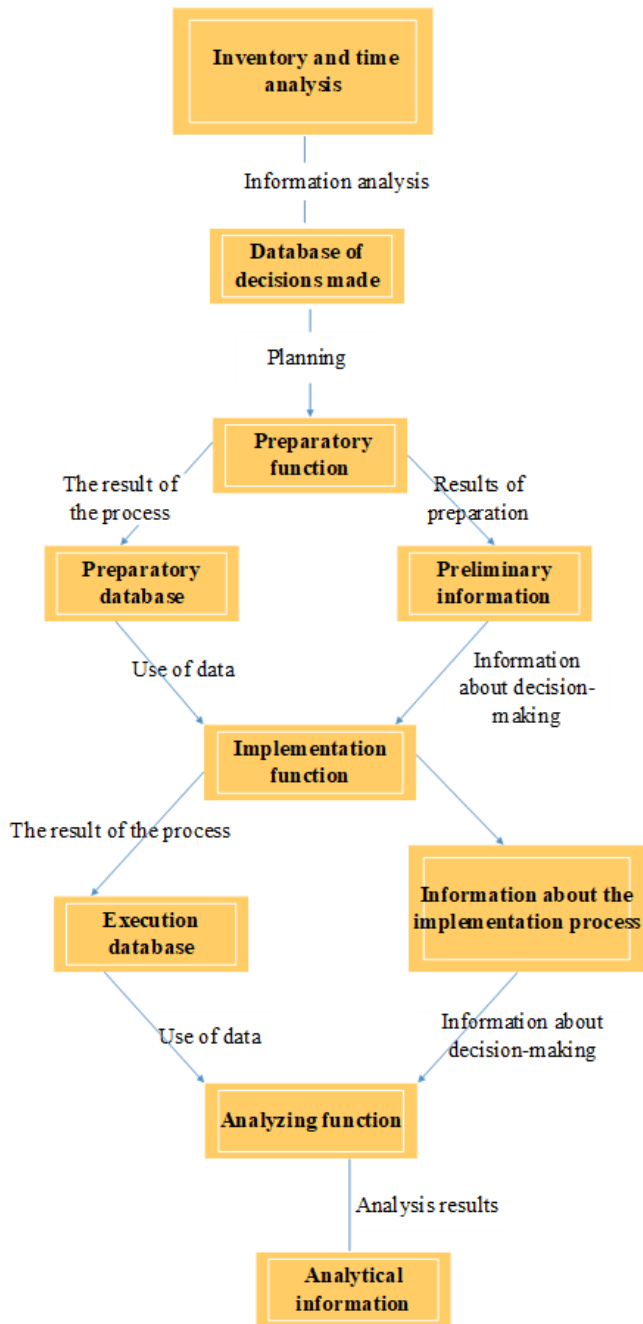 Inventory and time
analysis
Information analysis
Database of
decisions made
Planning
Preparatory
function
The result of
the process
Results of
preparation
Preparatory
database
Preliminary
information
Use of data
Information
about decision-
making
Implementation
function
The result of the process
Information about the
implementation process
Execution
database
Use of data
Information about
decision-making
Analyzing function
Analysis results
Analytical
information